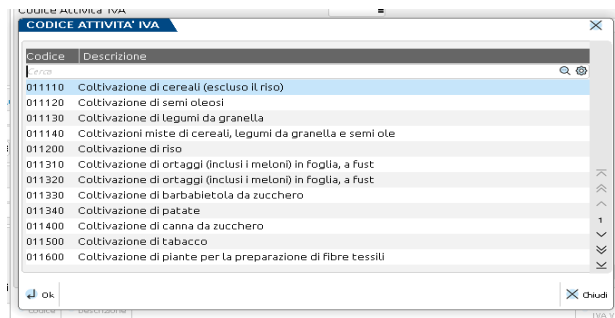 Codice Attivita' IVA
CODICE ATTIVITA' IVA
Codice Descrizione
Cerca
011110 Coltivazione di cereali (escluso il riso)
011120 Coltivazione di semi oleosi
011130 Coltivazione di legumi da granella
011140 Coltivazioni miste di cereali, legumi da granella e semi ole
011200 Coltivazione di riso
011310 Coltivazione di ortaggi (inclusi i meloni) in foglia, a fust
011320 Coltivazione di ortaggi (inclusi i meloni) in foglia, a fust
011330 Coltivazione di barbabietola da zucchero
011340 Coltivazione di patate
1
011400 Coltivazione di canna da zucchero
011500 Coltivazione di tabacco
011600 Coltivazione di piante per la preparazione di fibre tessili
Ok Chiudi
Codice Descrizione